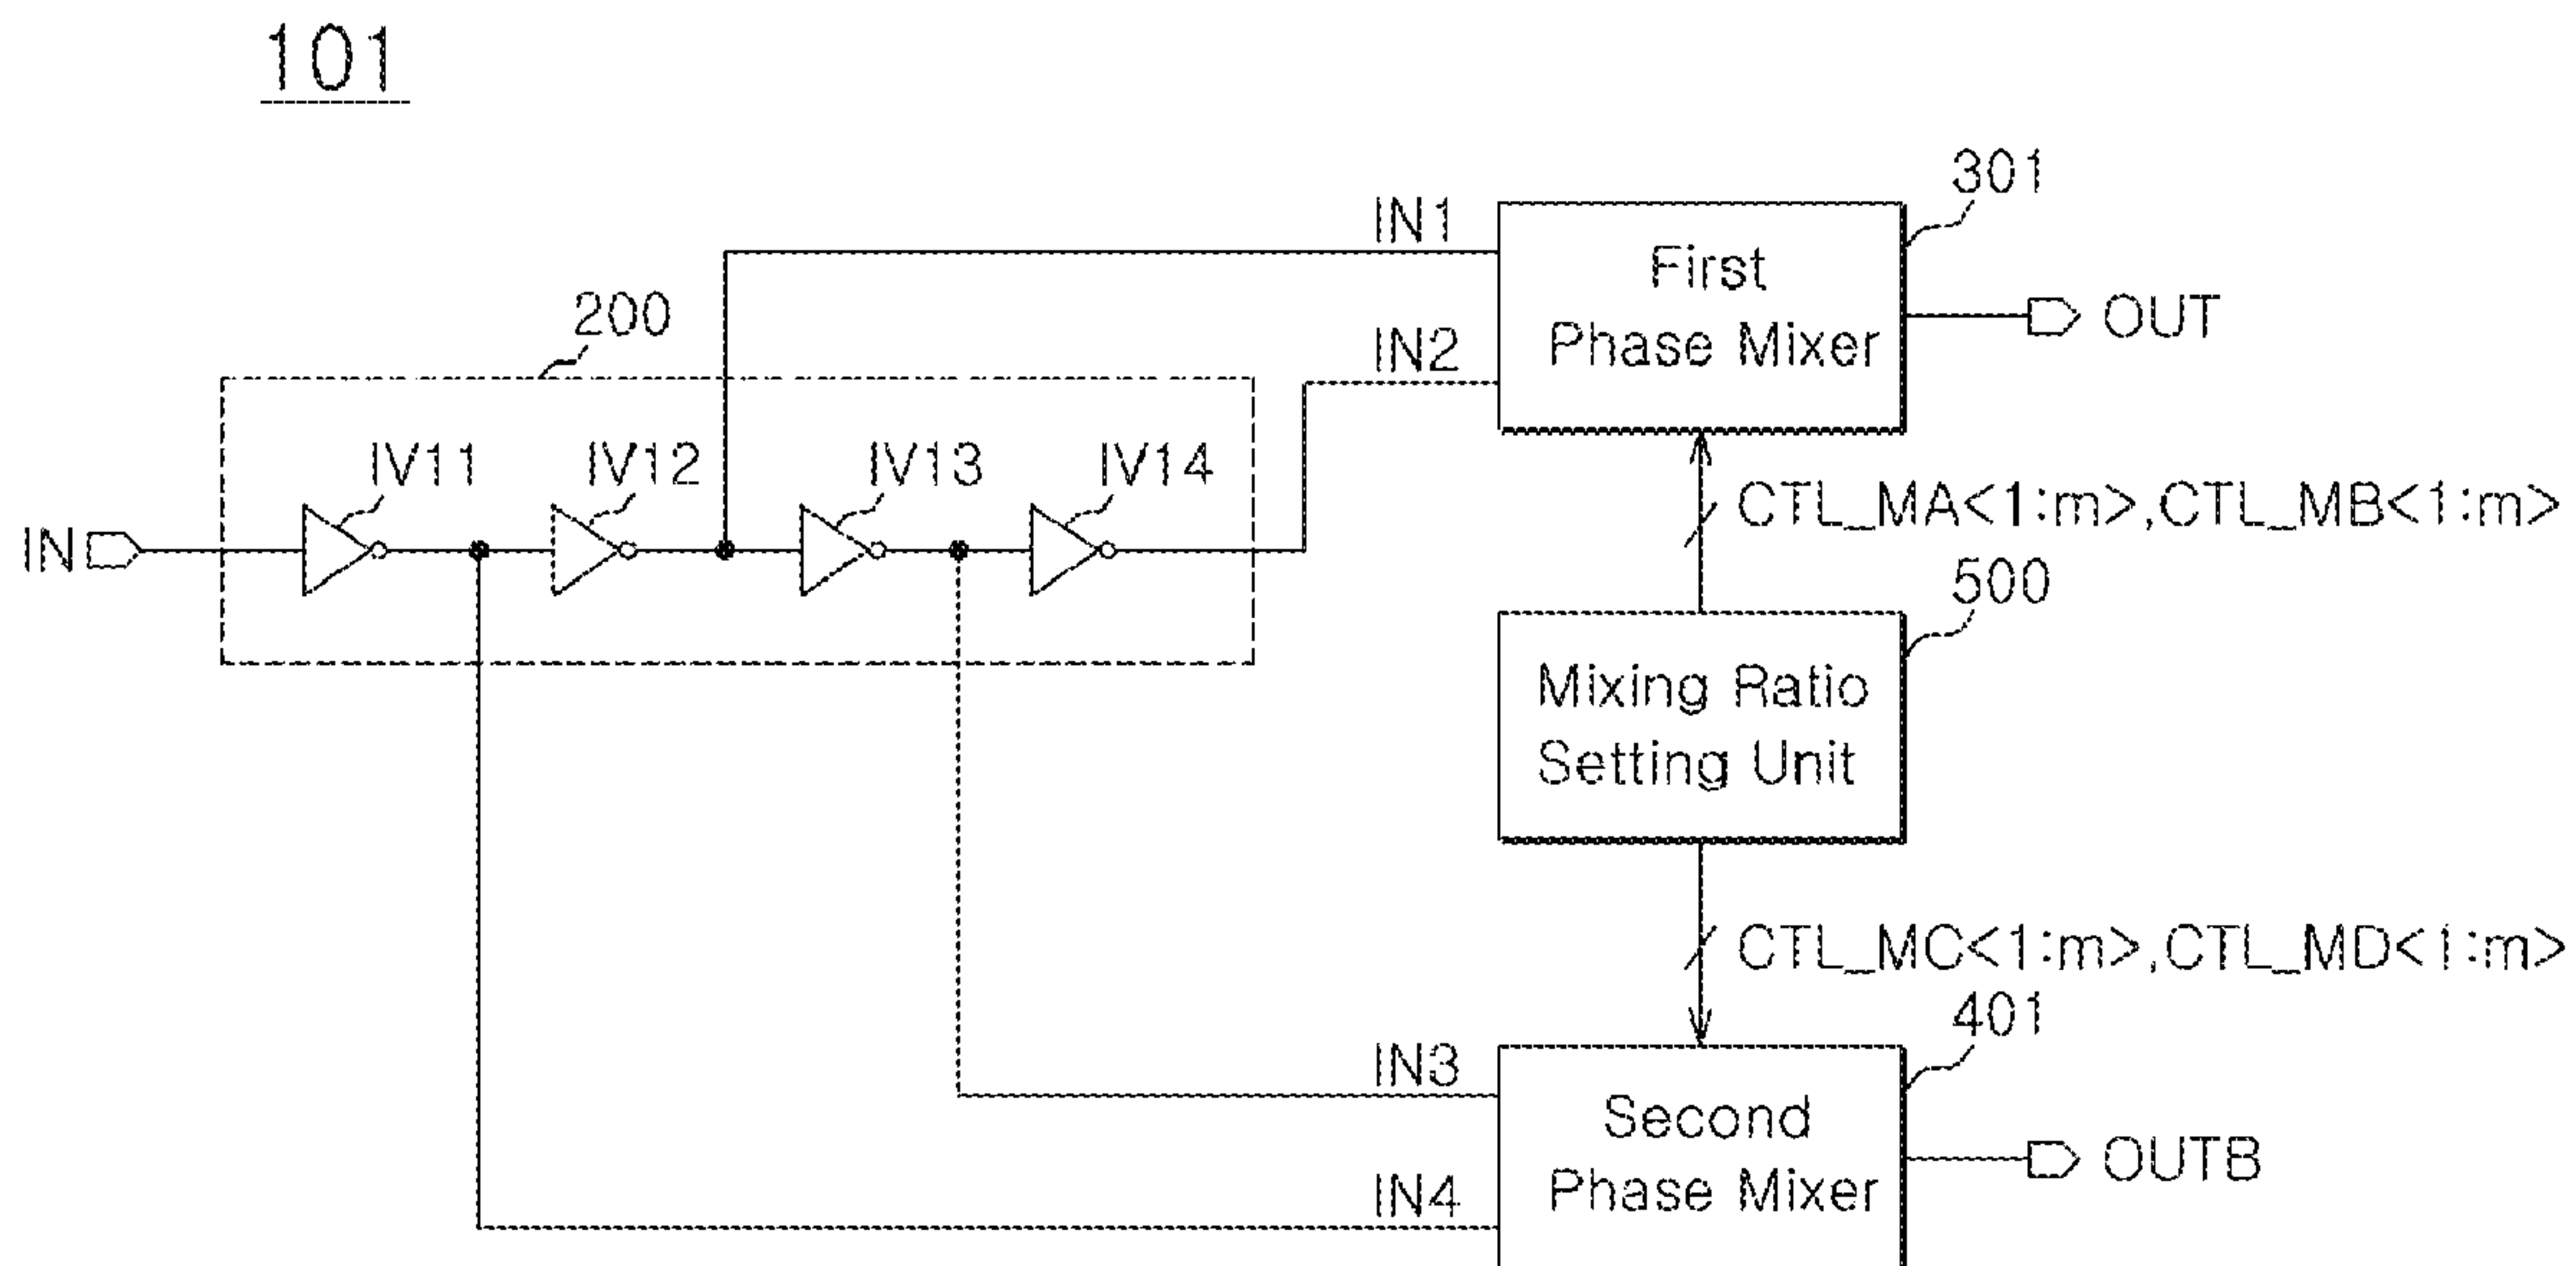 101
301
IN1
First
Phase Mixer
OUT
200
IN2
IV11
IV12
IV13
IV14
CTL_MA<1:m>,CTL_MB<1:m>
IN
500
Mixing Ratio
Setting Unit
CTL_MC<1:m>,CTL_MD<1:m>
401
IN3
Second
Phase Mixer
OUTB
IN4